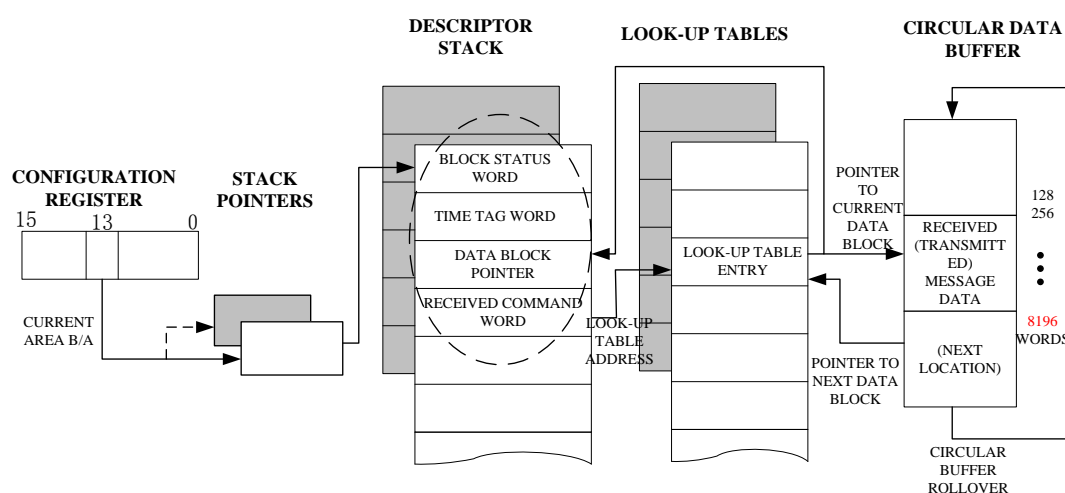 DESCRIPTOR
STACK
LOOK-UP TABLES
CIRCULAR DATA
BUFFER
CONFIGURATION
REGISTER
15
13
0
STACK
POINTERS
CURRENT
AREA B/A
BLOCK STATUS
WORD
TIME TAG WORD
DATA BLOCK
POINTER
RECEIVED COMMAND
WORD
LOOK-UP
TABLE
ADDRESS
LOOK-UP TABLE
ENTRY
POINTER
TO
CURRENT
DATA
BLOCK
POINTER TO
NEXT DATA
BLOCK
RECEIVED
(TRANSMITT
ED)
MESSAGE
DATA
(NEXT
LOCATION)
128
256
8196
WORDS
CIRCULAR
BUFFER
ROLLOVER